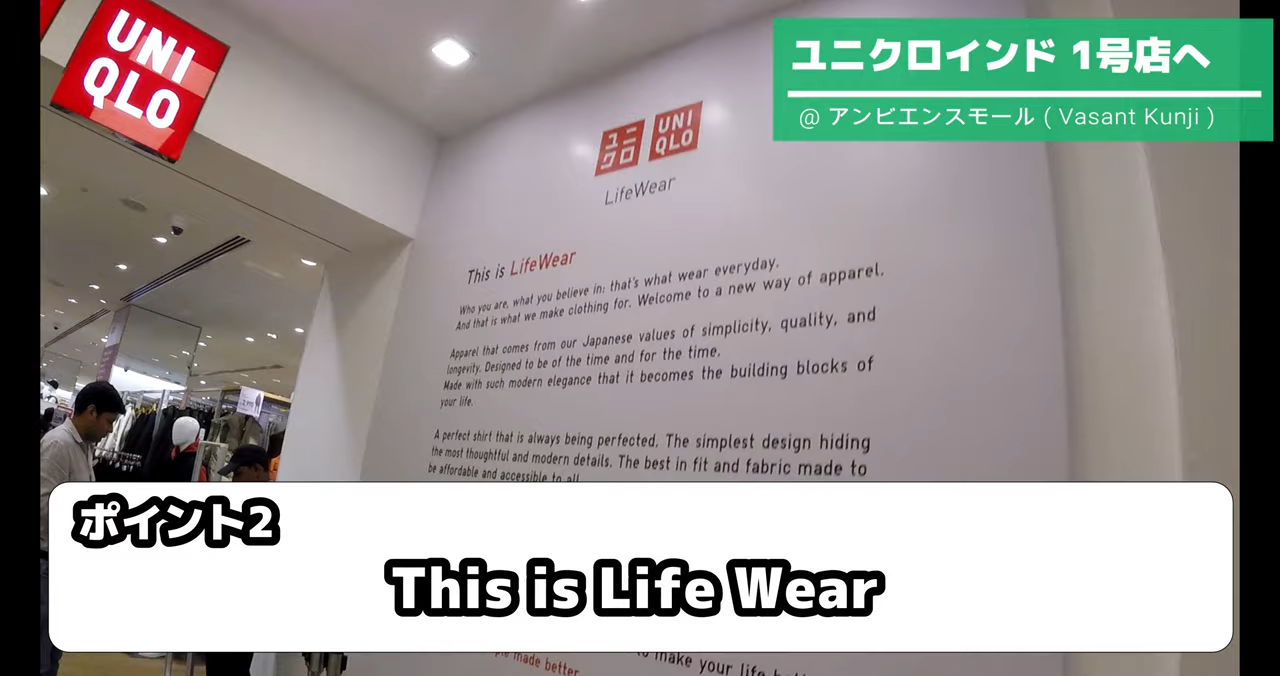 UNI
QLO
ユニクロインド 1号店へ
@ アンビエンスモール ( Vasant Kunji )
ユニ
クロ
UNI
QLO
LifeWear
This is LifeWear
Who you are, what you believe in: that's what wear everyday.
And that is what we make clothing for. Welcome to a new way of apparel.
Apparel that comes from our Japanese values of simplicity, quality, and
longevity. Designed to be of the time and for the time.
Made with such modern elegance that it becomes the building blocks of
your life.
A perfect shirt that is always being perfected. The simplest design hiding
the most thoughtful and modern details. The best in fit and fabric made to
be affordable and accessible to all
ポイント2
This is Life Wear
made better
make your life